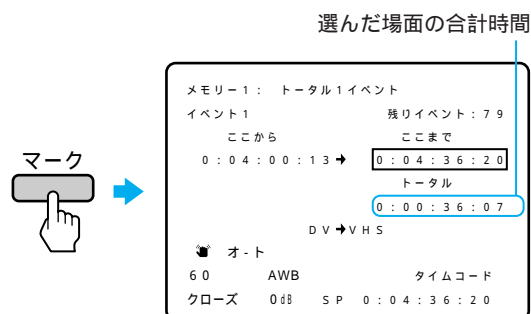 選んだ場面の合計時間
マーク
メモリー1: トータル1イベント
イベント1 残りイベント:79
ここから ここまで
0:04:00:13➔ 0:04:36:20
トータル
0:00:36:07
DV➔VHS
オ-ト
60 AWB タイムコード
クローズ 0dB SP 0:04:36:20